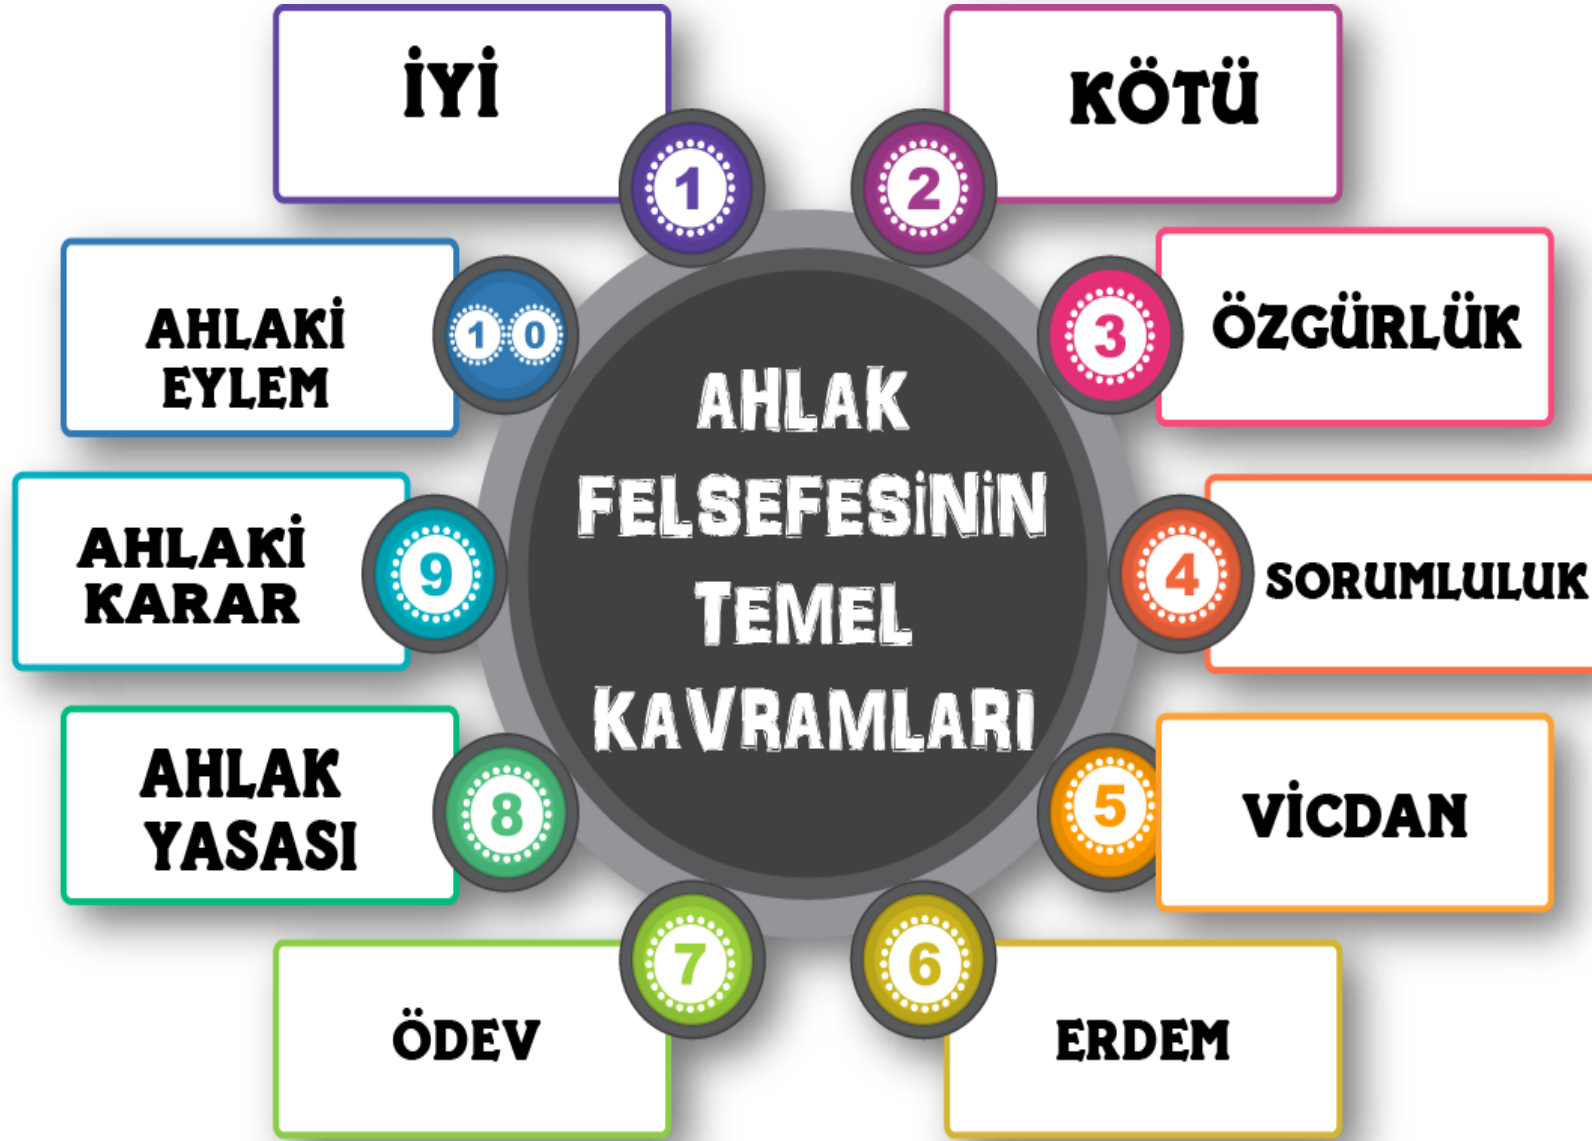 AHLAK
FELSEFESİNİN
TEMEL
KAVRAMLARI
1
İYİ
2
KÖTÜ
3
ÖZGÜRLÜK
4
SORUMLULUK
5
VİCDAN
6
ERDEM
7
ÖDEV
8
AHLAK
YASASI
9
AHLAKİ
KARAR
10
AHLAKİ
EYLEM